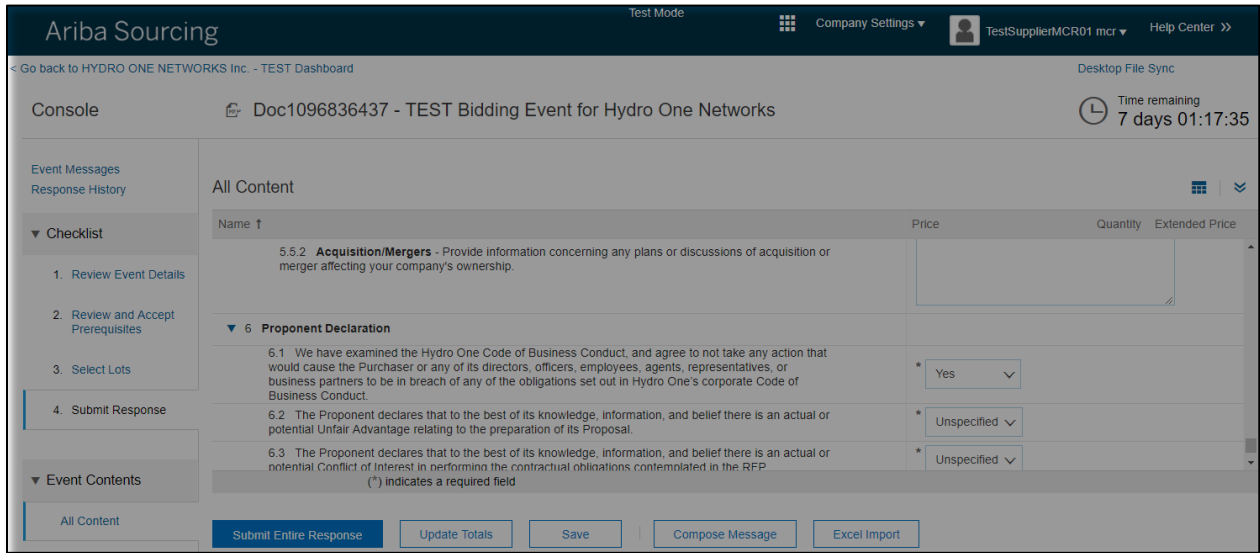 Test Mode
Ariba Sourcing
Company Settings ▾
TestSupplierMCR01 mcr ▾
Help Center »
< Go back to HYDRO ONE NETWORKS Inc. - TEST Dashboard
Desktop File Sync
Console
Doc1096836437 - TEST Bidding Event for Hydro One Networks
Time remaining
7 days 01:17:35
Event Messages
Response History
▼ Checklist
1. Review Event Details
2. Review and Accept
Prerequisites
3. Select Lots
4. Submit Response
▼ Event Contents
All Content
All Content
Name ↑
Price
Quantity
Extended Price
5.5.2 Acquisition/Mergers - Provide information concerning any plans or discussions of acquisition or
merger affecting your company's ownership.
▼ 6 Proponent Declaration
6.1 We have examined the Hydro One Code of Business Conduct, and agree to not take any action that
would cause the Purchaser or any of its directors, officers, employees, agents, representatives, or
business partners to be in breach of any of the obligations set out in Hydro One's corporate Code of
Business Conduct.
* Yes
6.2 The Proponent declares that to the best of its knowledge, information, and belief there is an actual or
potential Unfair Advantage relating to the preparation of its Proposal.
* Unspecified
6.3 The Proponent declares that to the best of its knowledge, information, and belief there is an actual or
potential Conflict of Interest in performing the contractual obligations contemplated in the RFP
* Unspecified
(*) indicates a required field
Submit Entire Response
Update Totals
Save
Compose Message
Excel Import